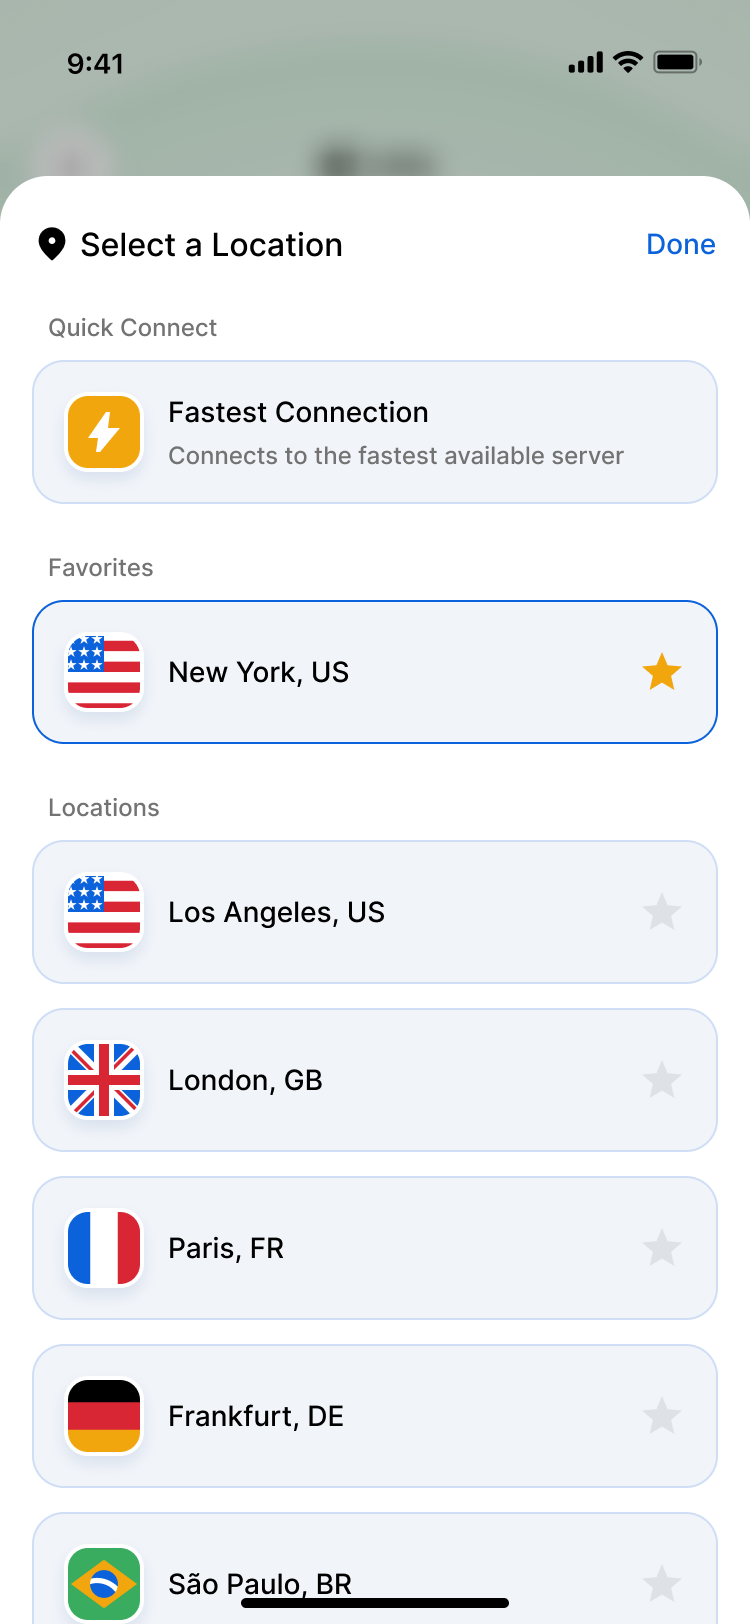 9:41
Select a Location
Done
Quick Connect
Fastest Connection
Connects to the fastest available server
Favorites
New York, US
Locations
Los Angeles, US
London, GB
Paris, FR
Frankfurt, DE
São Paulo, BR